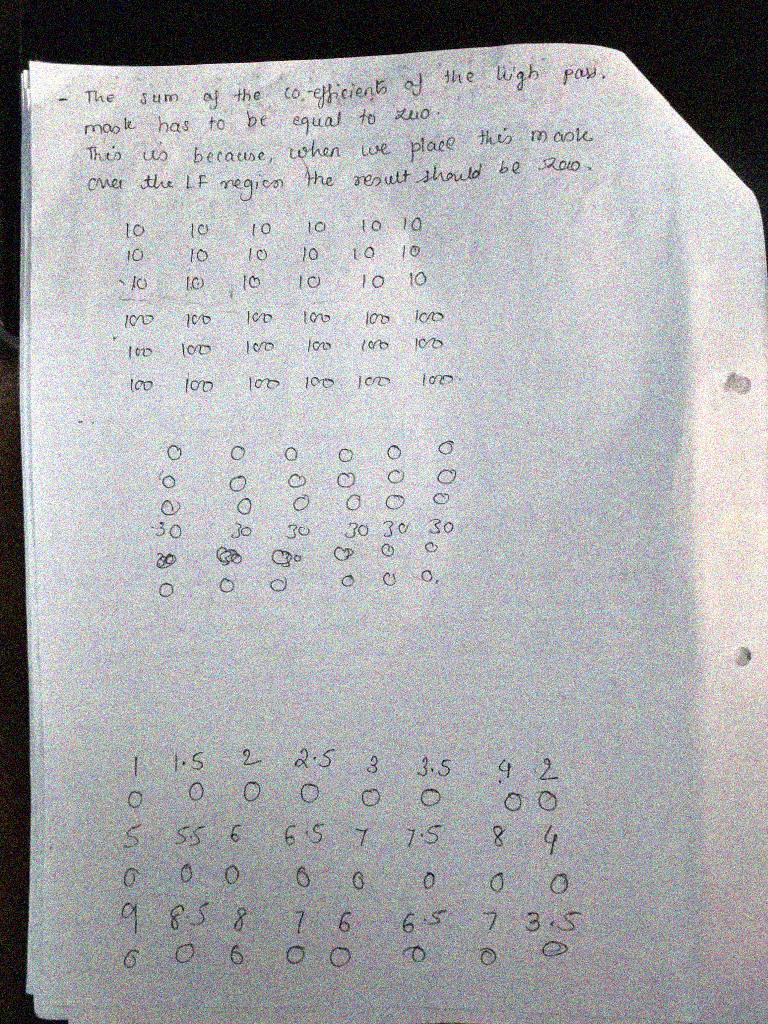 - The sum of the co-efficients of the high pass.
mask has to be equal to zero.
This is because, when we place this mask
over the LF region the result should be zero.
10 10 10 10 10 10
10 10 10 10 10 10
10 10 10 10 10 10
100 100 100 100 100 100
100 100 100 100 100 100
100 100 100 100 100 100
0 0 0 0 0 0
0 0 0 0 0 0
0 0 0 0 0 0
30 30 30 30 30 30
0 0 0
0 0 0 0 0 0.
1 1.5 2 2.5 3 3.5 4 2
0 0 0 0 0 0 0 0
5 55 6 6.5 7 7.5 8 4
0 0 0 0 0 0 0 0
9 8.5 8 7 6 6.5 7 3.5
0 0 0 0 0 0 0 0